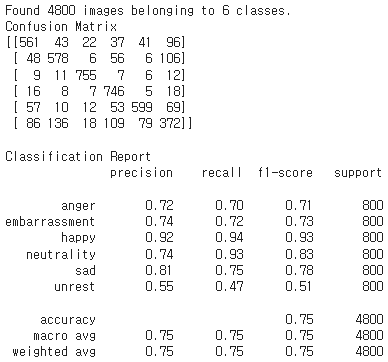 Found 4800 images belonging to 6 classes.
Confusion Matrix
[[561 43 22 37 41 96]
[ 48 578 6 56 6 106]
[ 9 11 755 7 6 12]
[ 16 8 7 746 5 18]
[ 57 10 12 53 599 69]
[ 86 136 18 109 79 372]]
Classification Report
precision recall f1-score support
anger 0.72 0.70 0.71 800
embarrassment 0.74 0.72 0.73 800
happy 0.92 0.94 0.93 800
neutrality 0.74 0.93 0.83 800
sad 0.81 0.75 0.78 800
unrest 0.55 0.47 0.51 800
accuracy 0.75 4800
macro avg 0.75 0.75 0.75 4800
weighted avg 0.75 0.75 0.75 4800